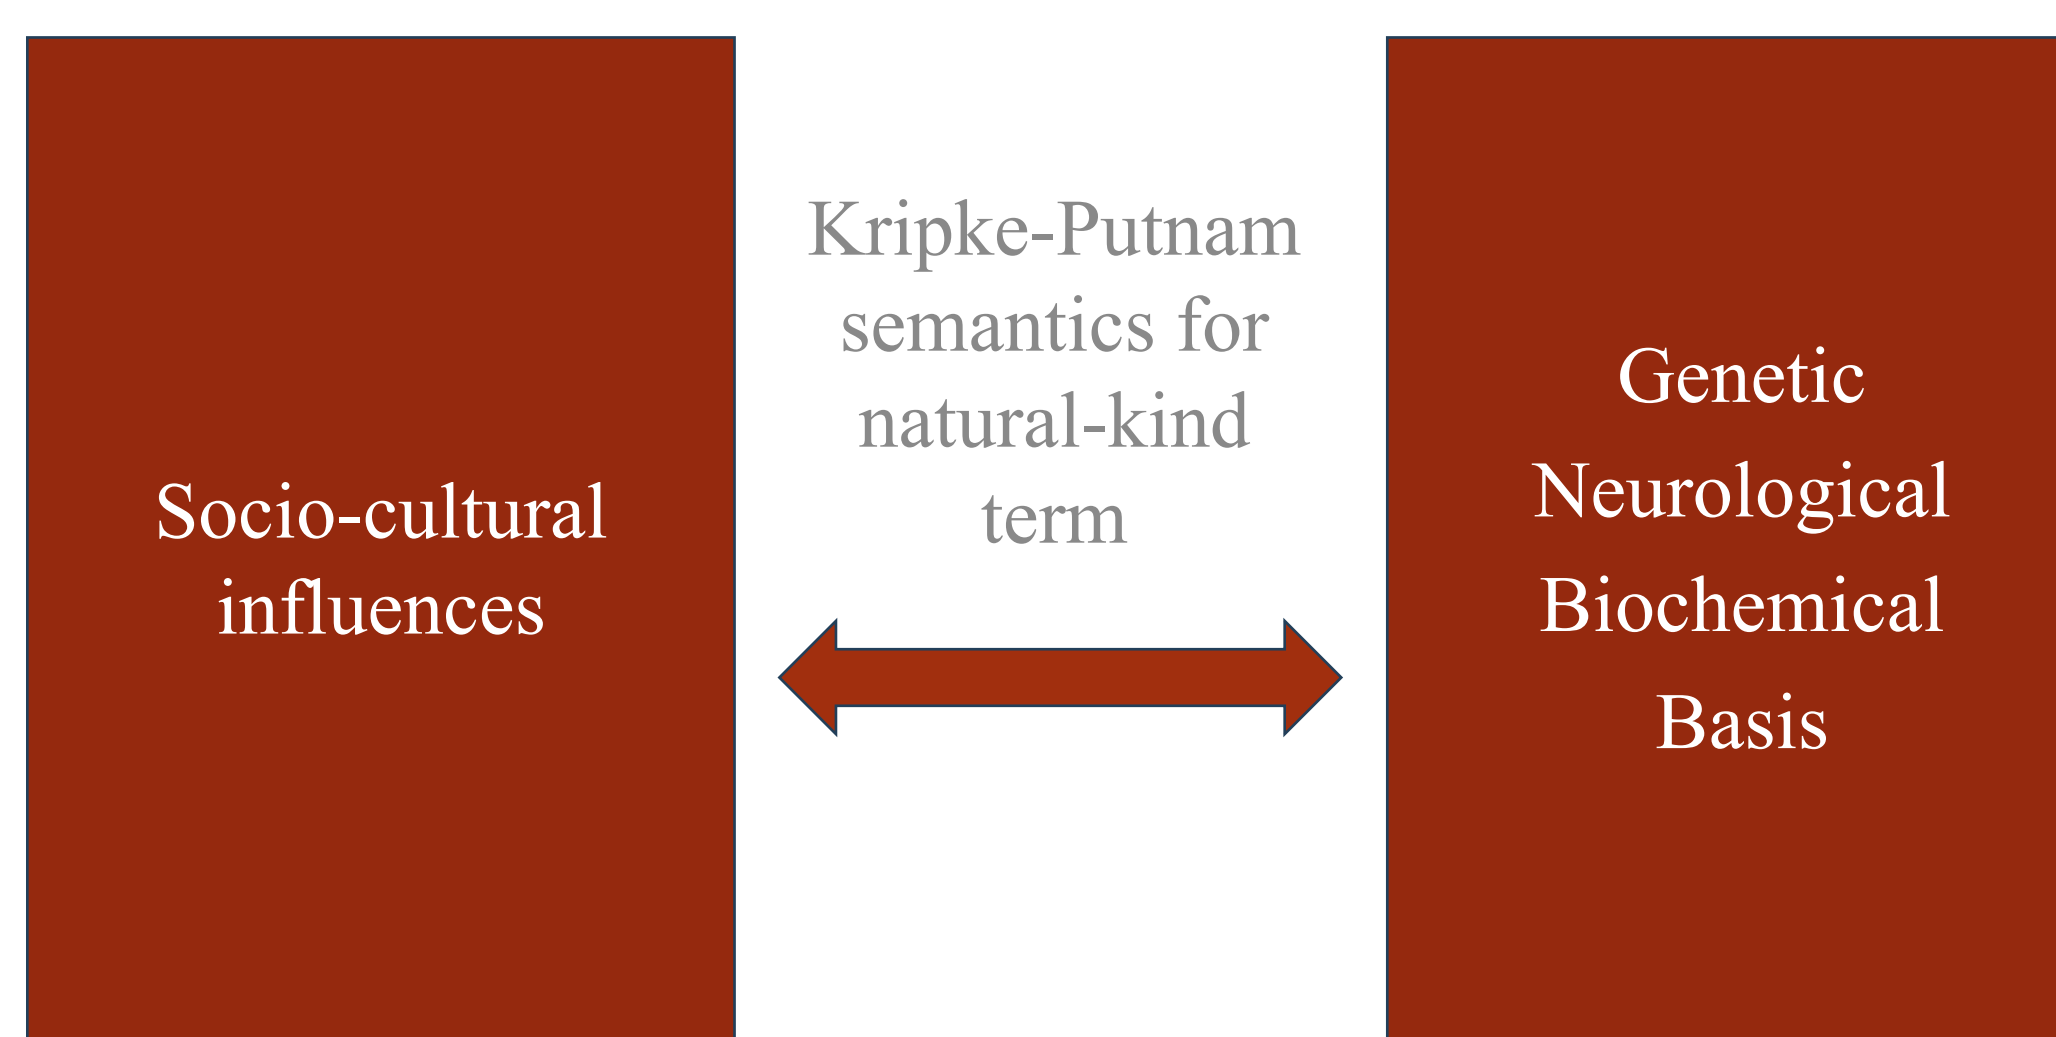 Socio-cultural
influences
Kripke-Putnam
semantics for
natural-kind
term
Genetic
Neurological
Biochemical
Basis